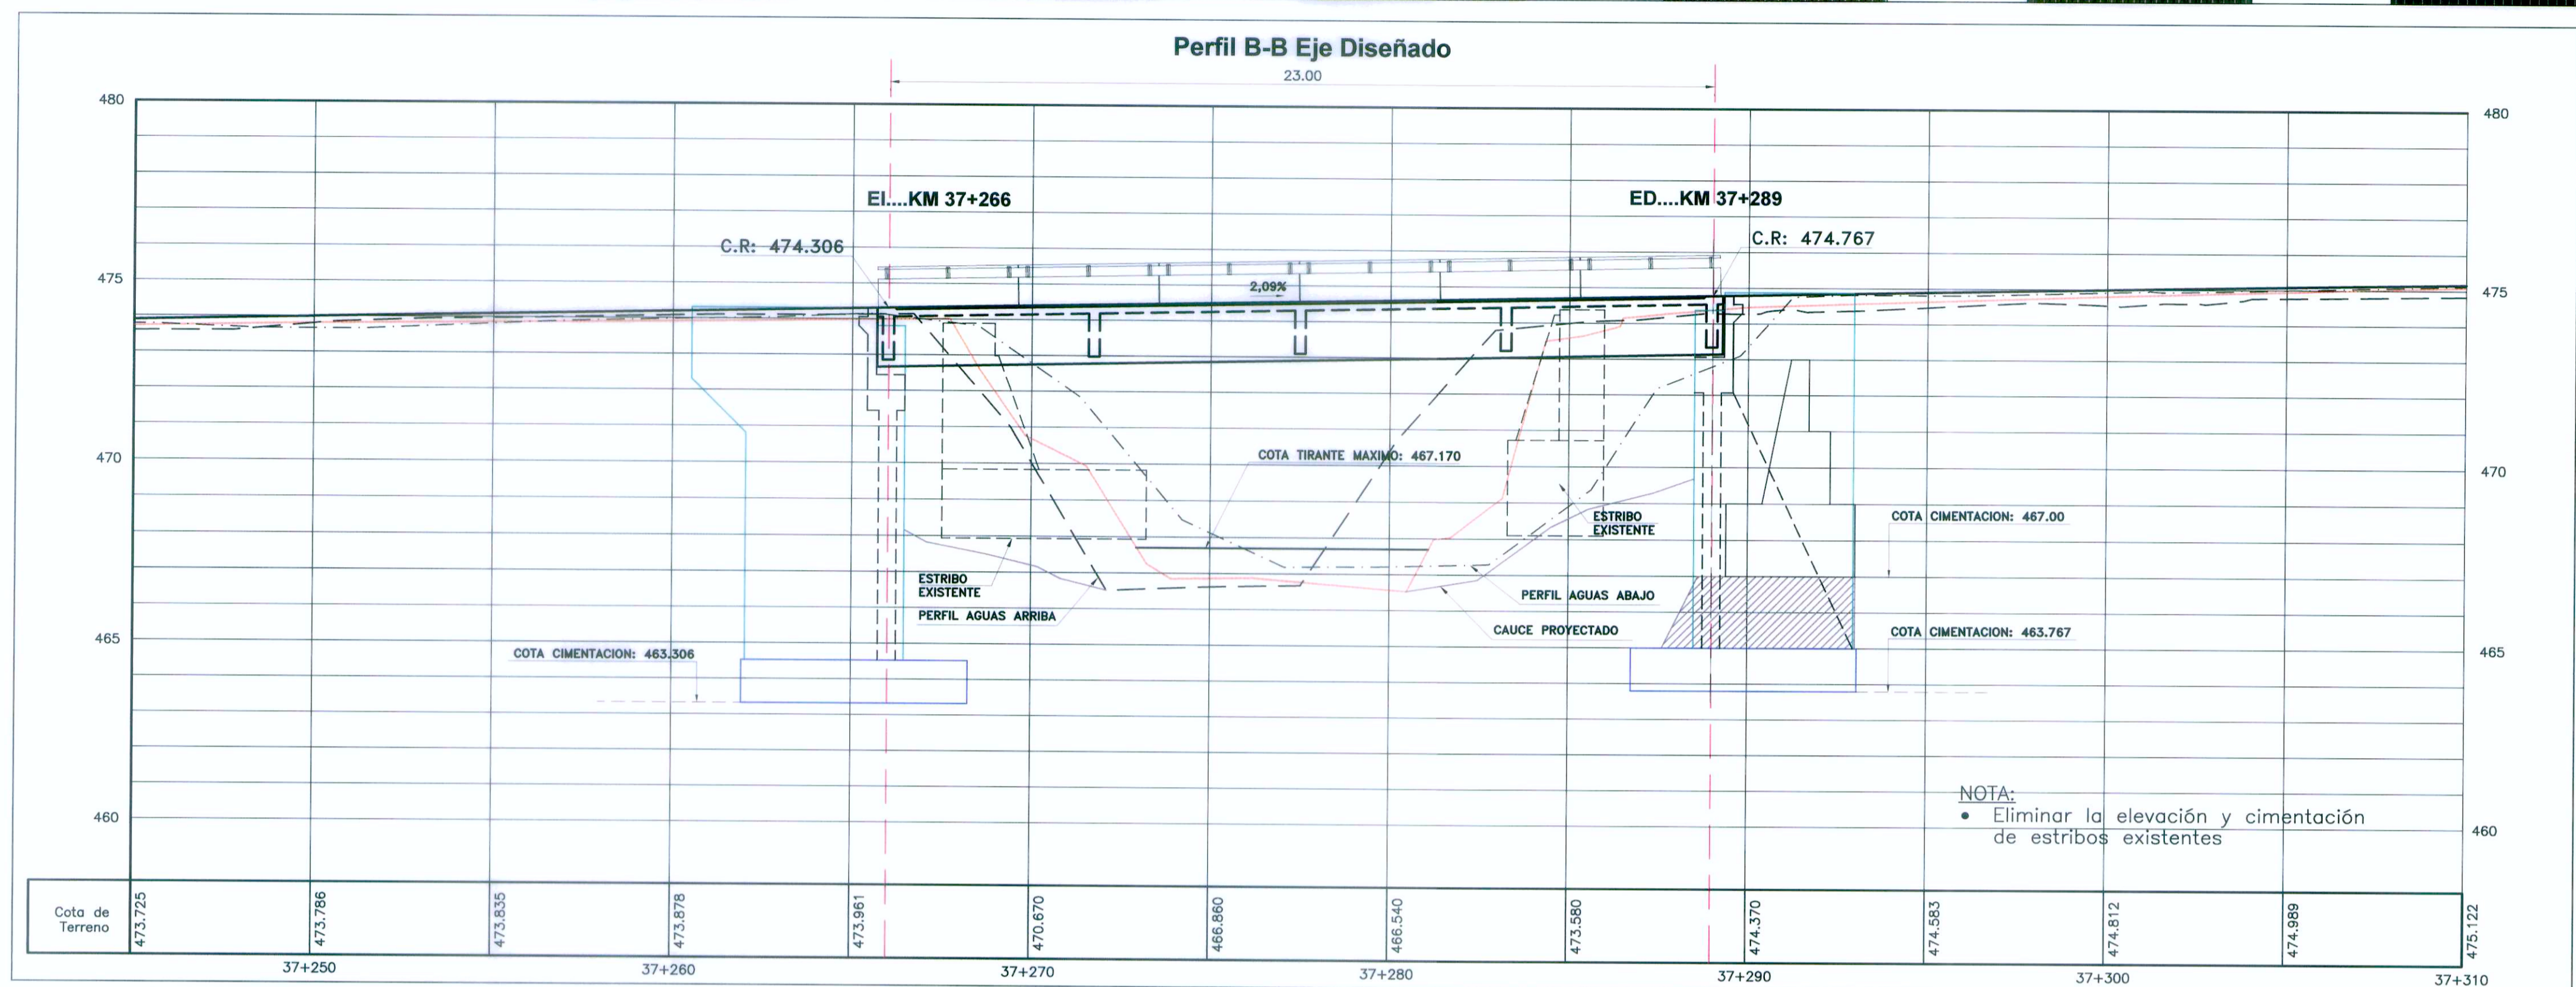 Perfil B-B Eje Diseñado
23.00
480
480
EI....KM 37+266
ED....KM 37+289
C.R: 474.306
C.R: 474.767
475
475
2,09%
470
470
COTA TIRANTE MAXIMO: 467.170
ESTRIBO
EXISTENTE
COTA CIMENTACION: 467.00
ESTRIBO
EXISTENTE
PERFIL AGUAS ARRIBA
PERFIL AGUAS ABAJO
CAUCE PROYECTADO
COTA CIMENTACION: 463.767
465
465
COTA CIMENTACION: 463.306
460
460
NOTA:
• Eliminar la elevación y cimentación
de estribos existentes
Cota de
Terreno
473.725
473.786
473.835
473.878
473.961
470.670
466.860
466.540
473.580
474.370
474.583
474.812
474.989
475.122
37+250
37+260
37+270
37+280
37+290
37+300
37+310